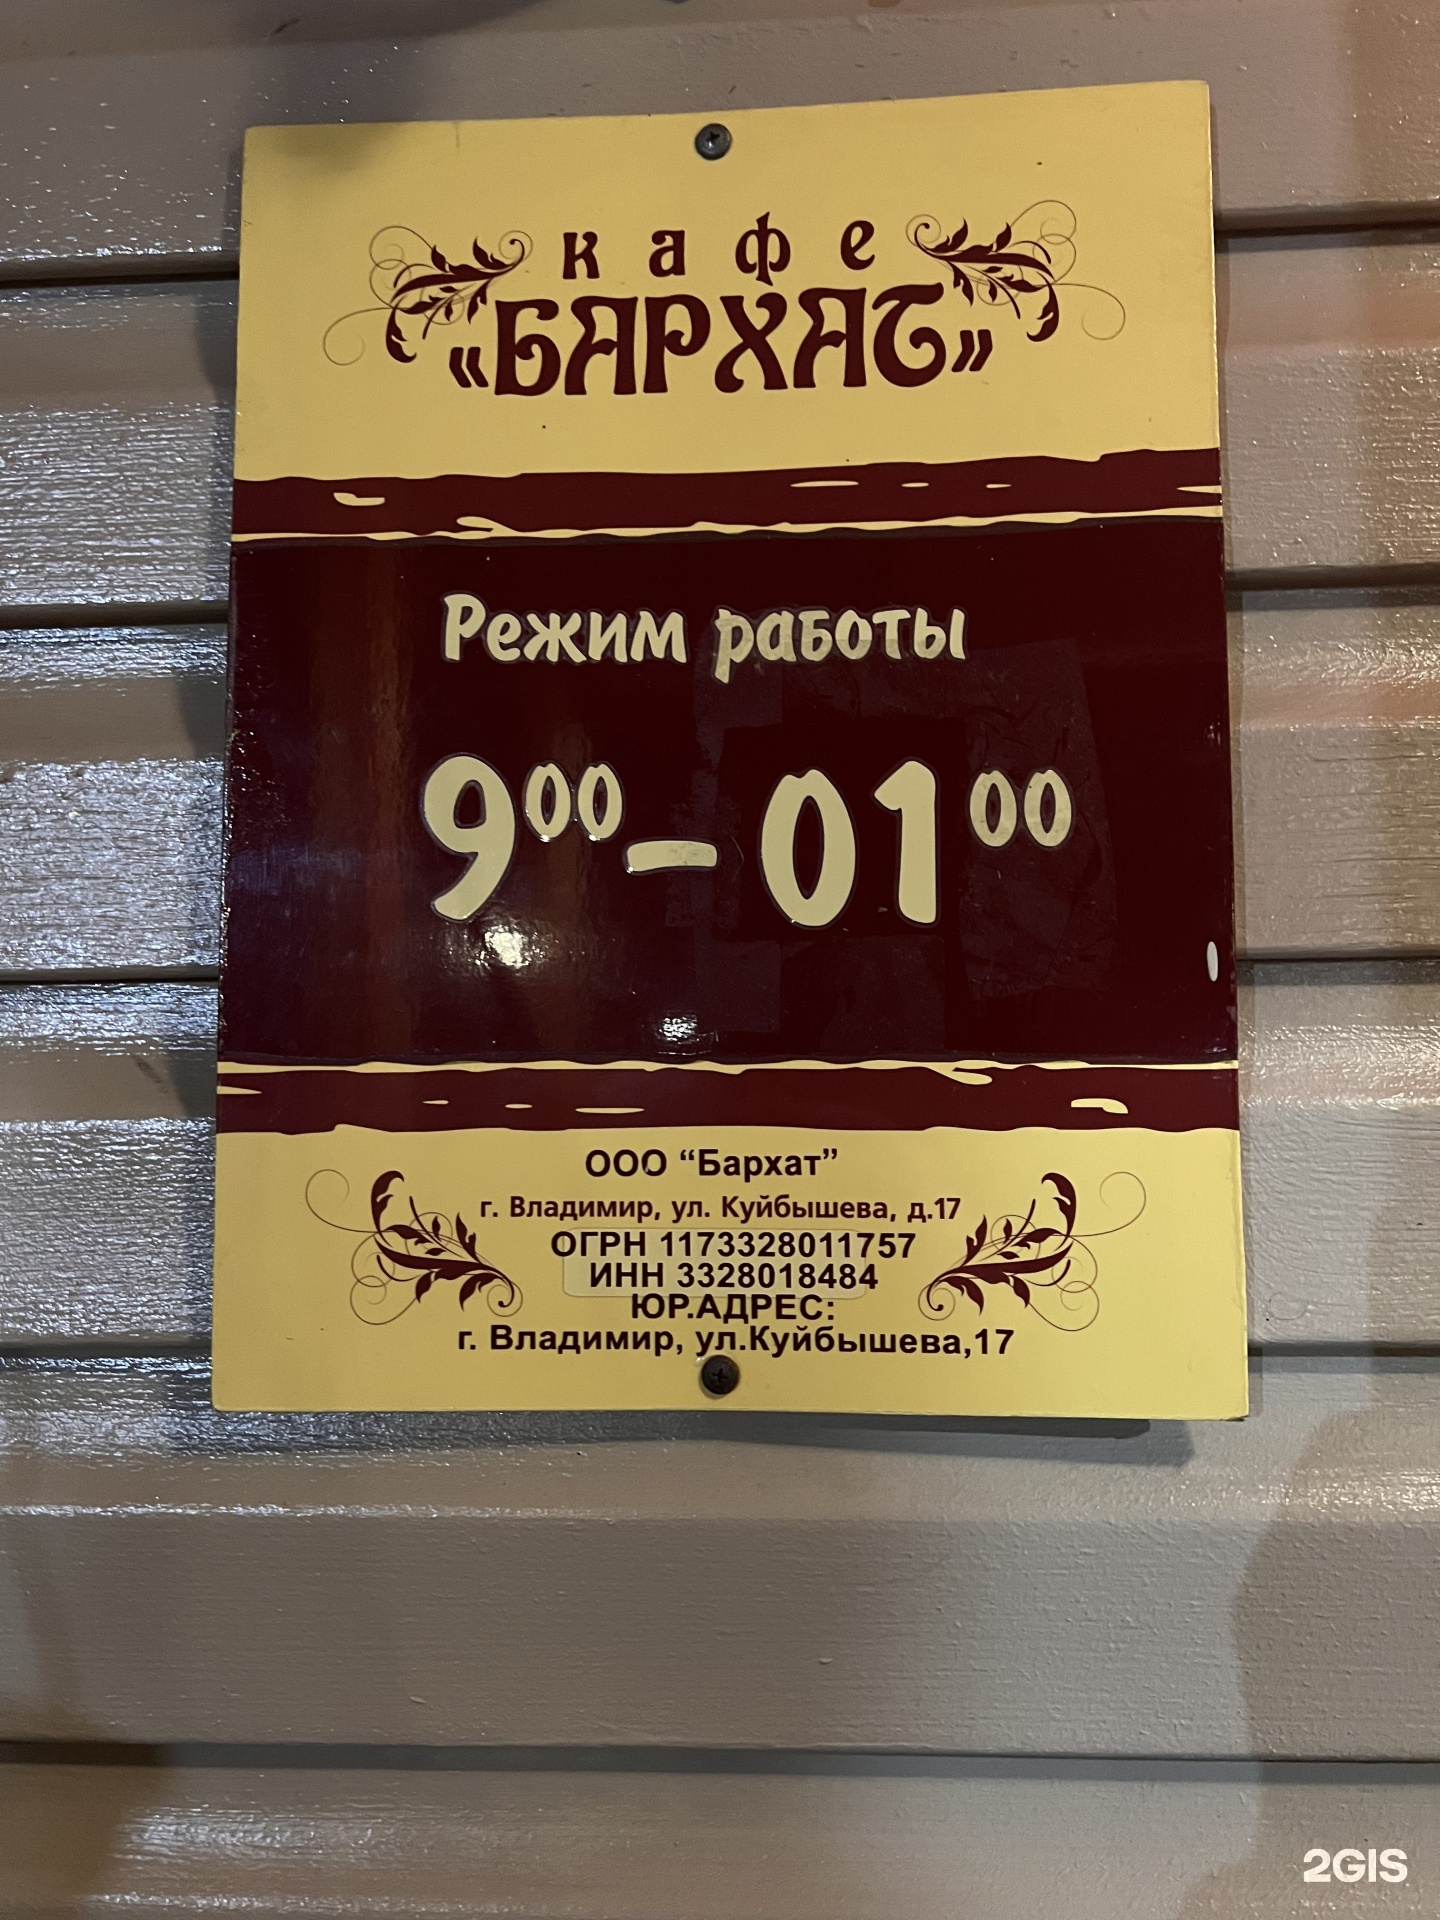 кафе
«БАРХАТ»
Режим работы
9⁰⁰–01⁰⁰
ООО “Бархат”
г. Владимир, ул. Куйбышева, д.17
ОГРН 1173328011757
ИНН 3328018484
ЮР.АДРЕС:
г. Владимир, ул.Куйбышева,17
2GIS